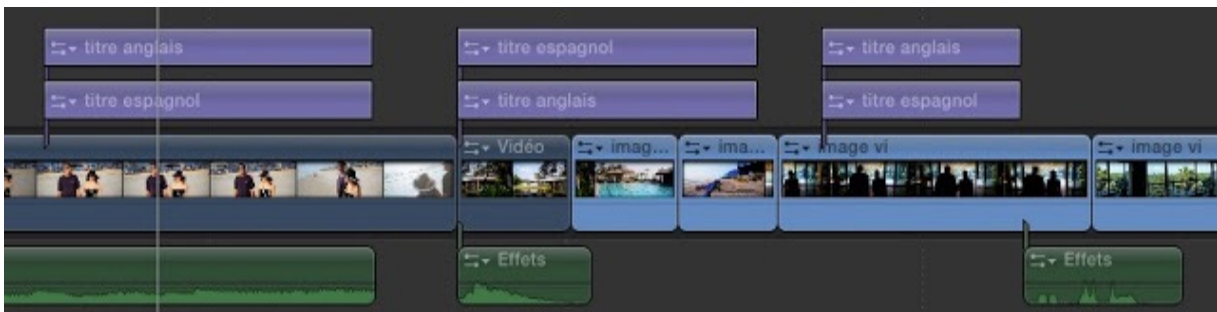 titre anglais
titre espagnol
titre anglais
titre espagnol
titre anglais
titre espagnol
Vidéo
imag...
ima...
image vi
image vi
Effets
Effets